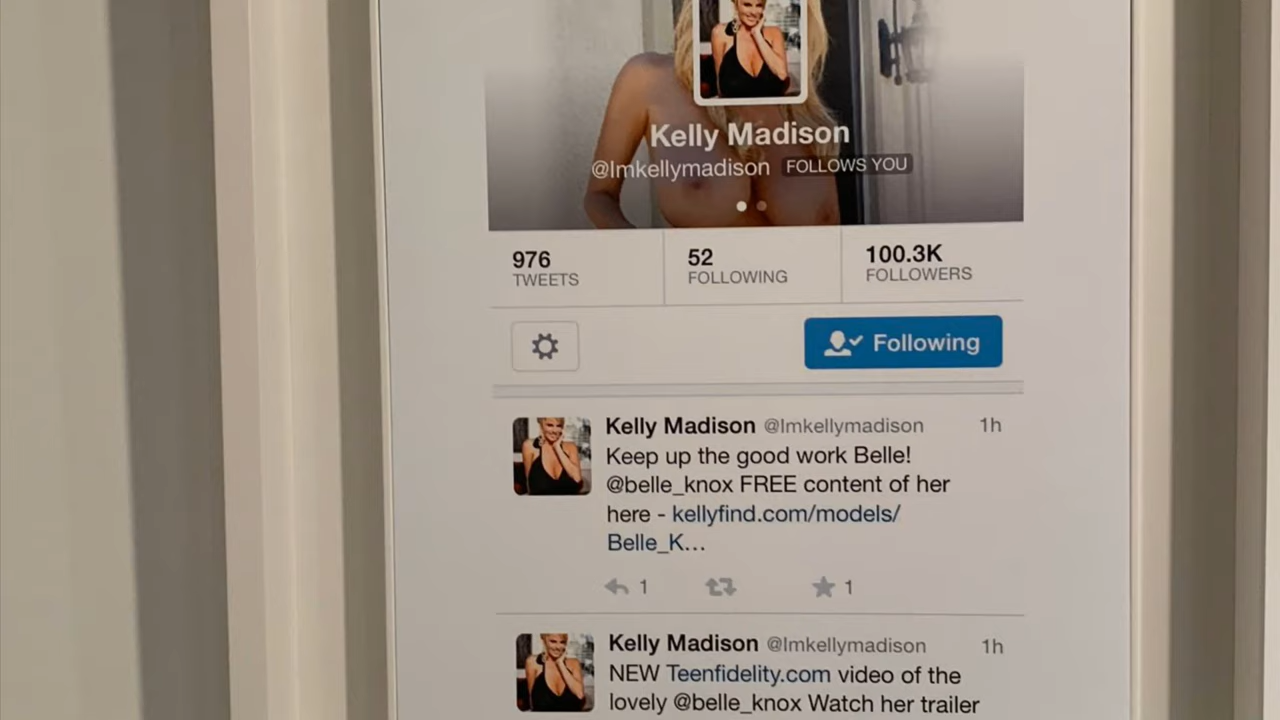 Kelly Madison
@Imkellymadison FOLLOWS YOU
976
TWEETS
52
FOLLOWING
100.3K
FOLLOWERS
Following
Kelly Madison @Imkellymadison 1h
Keep up the good work Belle!
@belle_knox FREE content of her
here - kellyfind.com/models/
Belle_K…
1
1
Kelly Madison @Imkellymadison 1h
NEW Teenfidelity.com video of the
lovely @belle_knox Watch her trailer